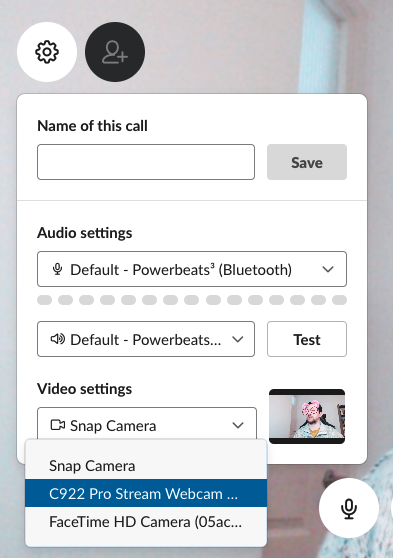 Name of this call
Save
Audio settings
Default - Powerbeats³ (Bluetooth)
Default - Powerbeats...
Test
Video settings
Snap Camera
Snap Camera
C922 Pro Stream Webcam ...
FaceTime HD Camera (05ac...